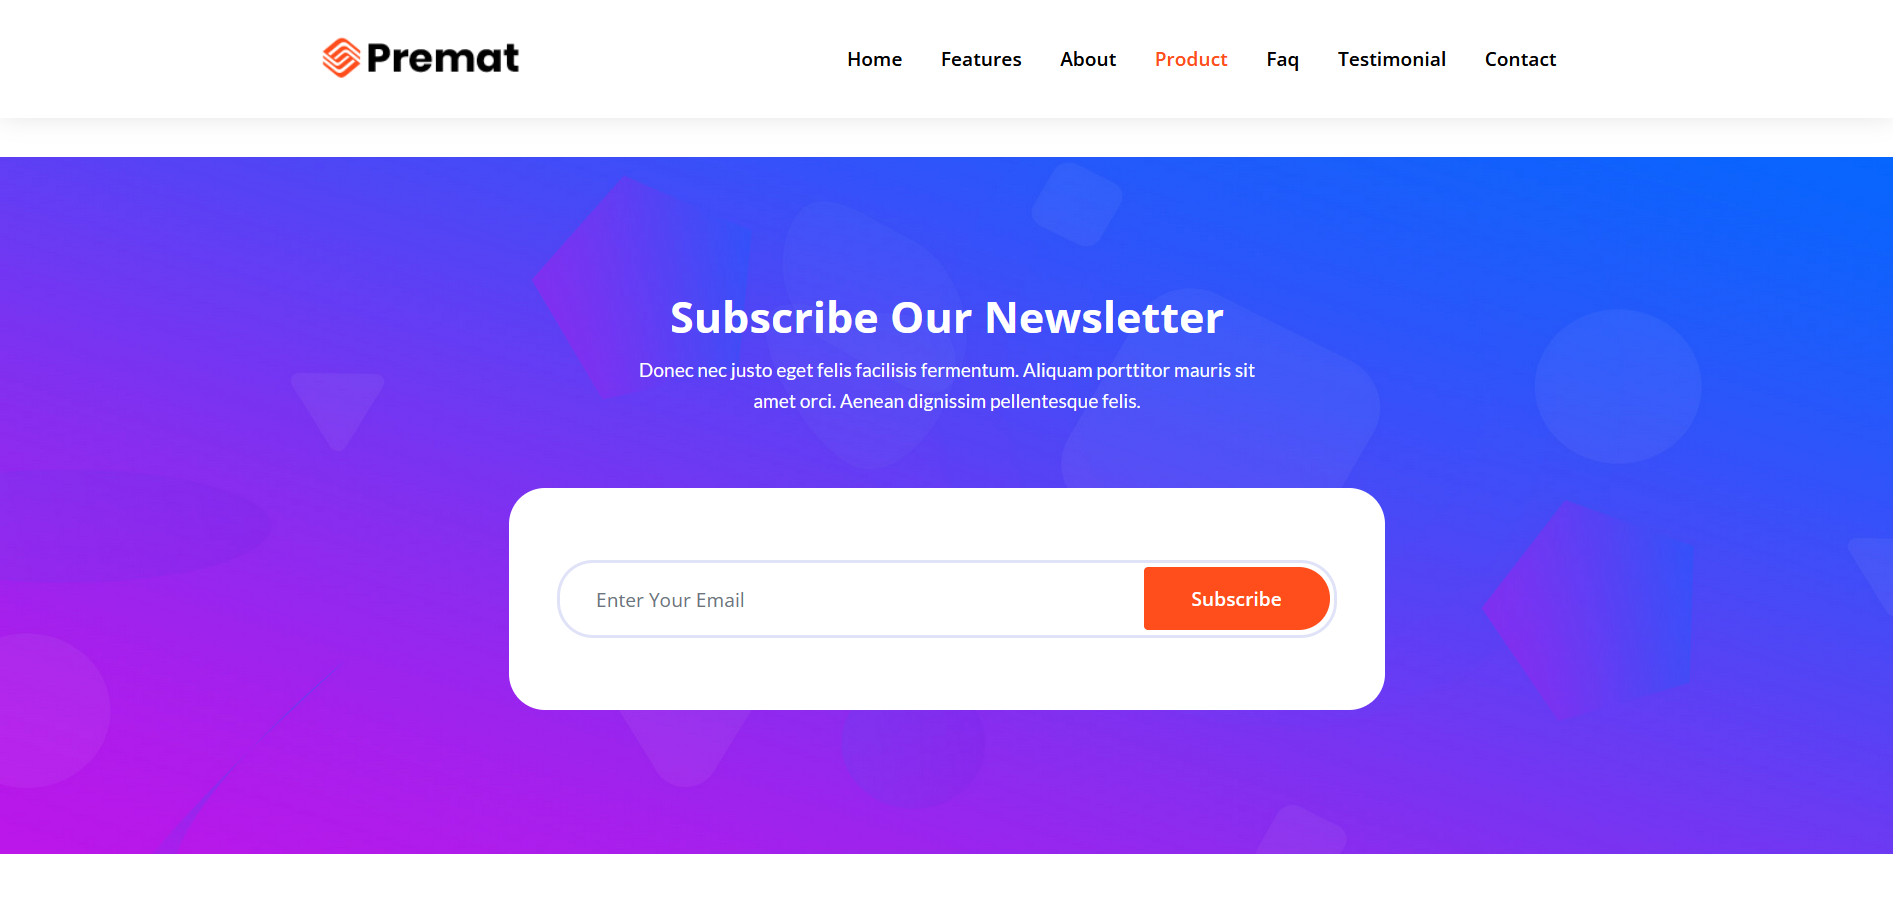 Premat
Home Features About Product Faq Testimonial Contact
Subscribe Our Newsletter
Donec nec justo eget felis facilisis fermentum. Aliquam porttitor mauris sit
amet orci. Aenean dignissim pellentesque felis.
Enter Your Email
Subscribe